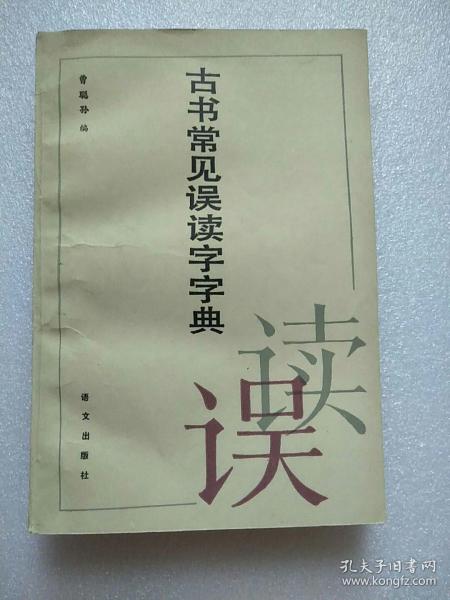 古书常见误读字字典
曾聪孙 编
误读
语文出版社
孔夫子旧书网
www.kongfz.com